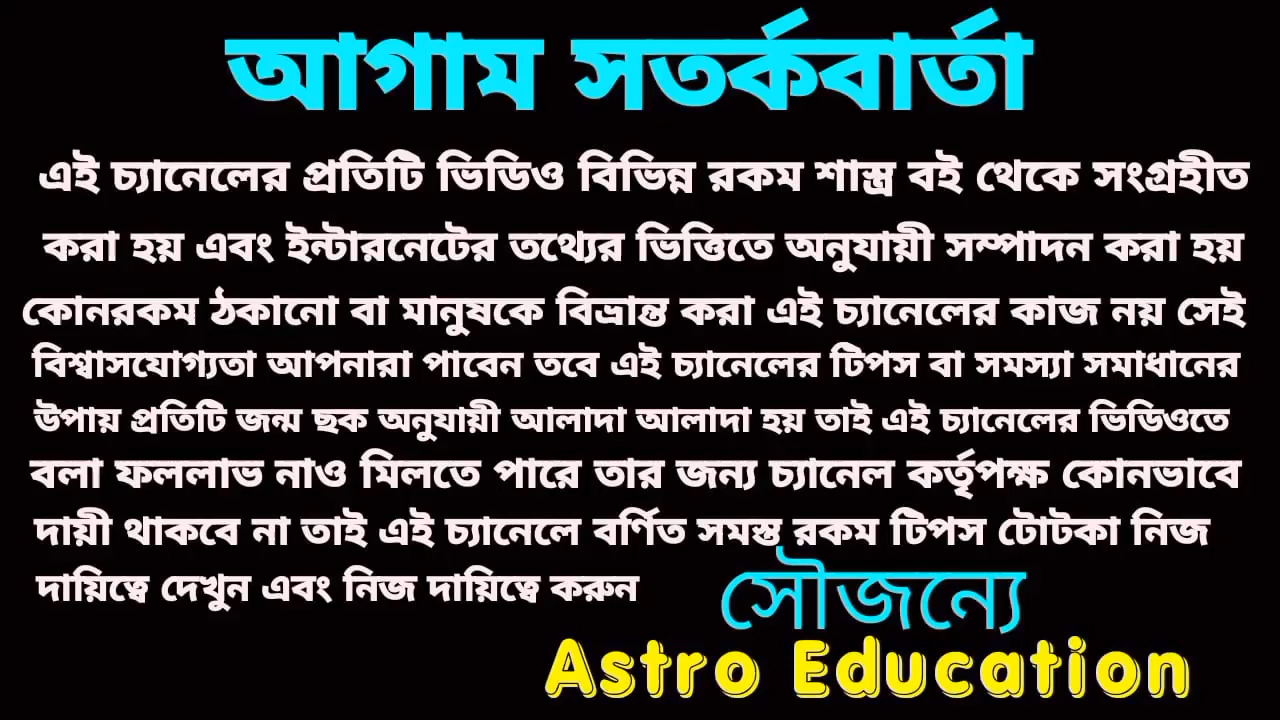 আগাম সতর্কবার্তা
এই চ্যানেলের প্রতিটি ভিডিও বিভিন্ন রকম শাস্ত্র বই থেকে সংগ্রহীত
করা হয় এবং ইন্টারনেটের তথ্যের ভিত্তিতে অনুযায়ী সম্পাদন করা হয়
কোনরকম ঠকানো বা মানুষকে বিভ্রান্ত করা এই চ্যানেলের কাজ নয় সেই
বিশ্বাসযোগ্যতা আপনারা পাবেন তবে এই চ্যানেলের টিপস বা সমস্যা সমাধানের
উপায় প্রতিটি জন্ম ছক অনুযায়ী আলাদা আলাদা হয় তাই এই চ্যানেলের ভিডিওতে
বলা ফললাভ নাও মিলতে পারে তার জন্য চ্যানেল কর্তৃপক্ষ কোনভাবে
দায়ী থাকবে না তাই এই চ্যানেলে বর্ণিত সমস্ত রকম টিপস টোটকা নিজ
দায়িত্বে দেখুন এবং নিজ দায়িত্বে করুন
সৌজন্যে
Astro Education